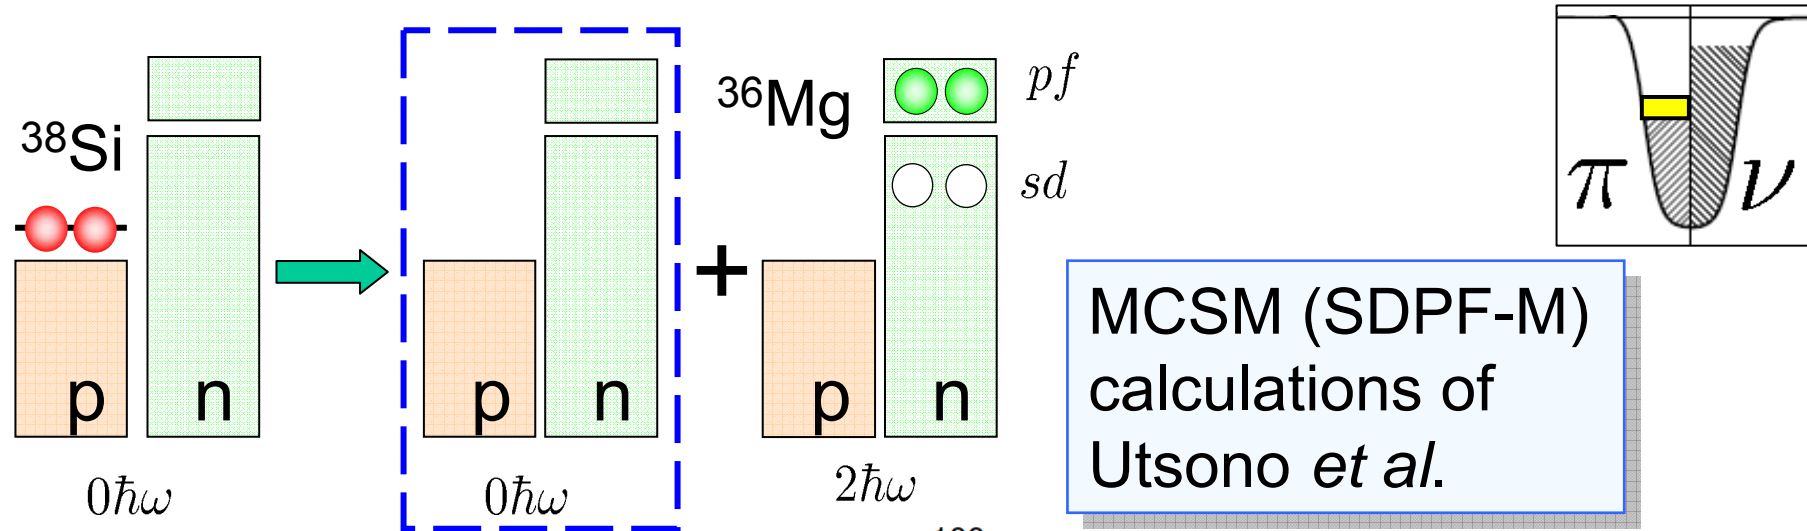 38Si
p n
0ħω
p n
0ħω
+
36Mg
pf
sd
p n
2ħω
π ν
MCSM (SDPF-M)
calculations of
Utsono et al.